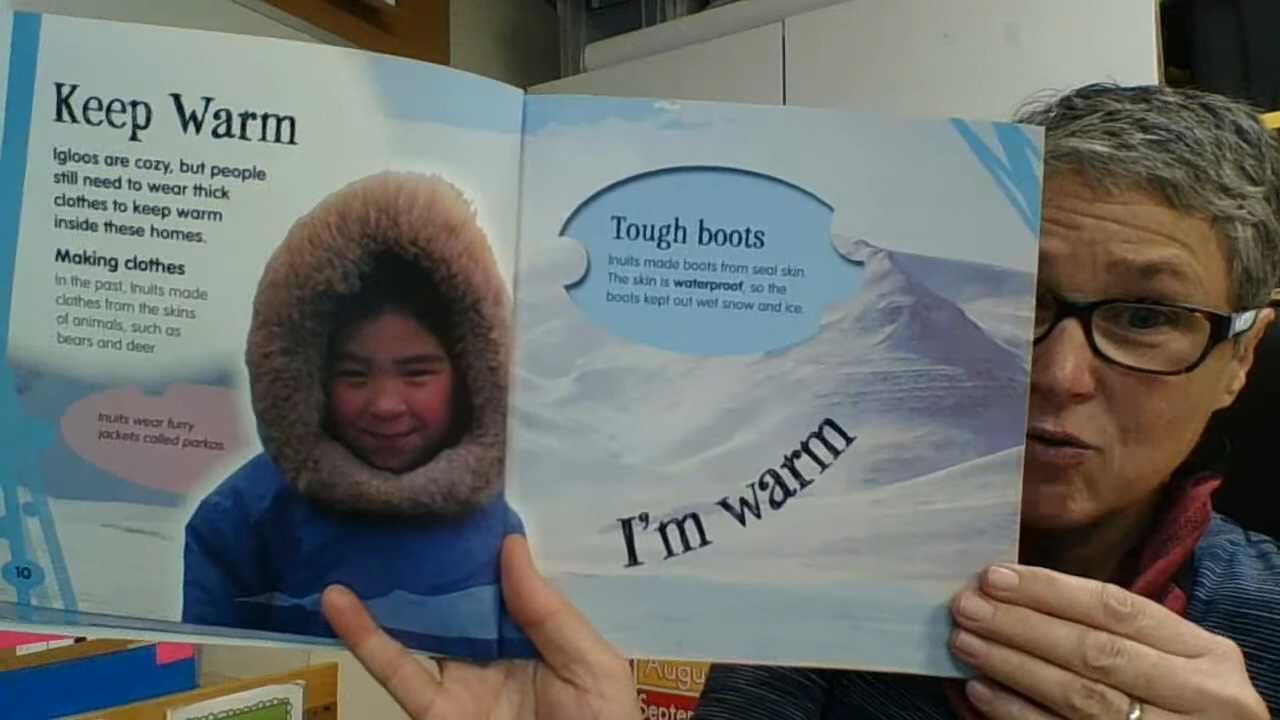 Keep Warm
Igloos are cozy, but people
still need to wear thick
clothes to keep warm
inside these homes.
Making clothes
In the past, Inuits made
clothes from the skins
of animals, such as
bears and deer
Inuits wear furry
jackets called parkas.
10
Tough boots
Inuits made boots from seal skin.
The skin is waterproof, so the
boots kept out wet snow and ice.
I'm warm
Augu
Septer